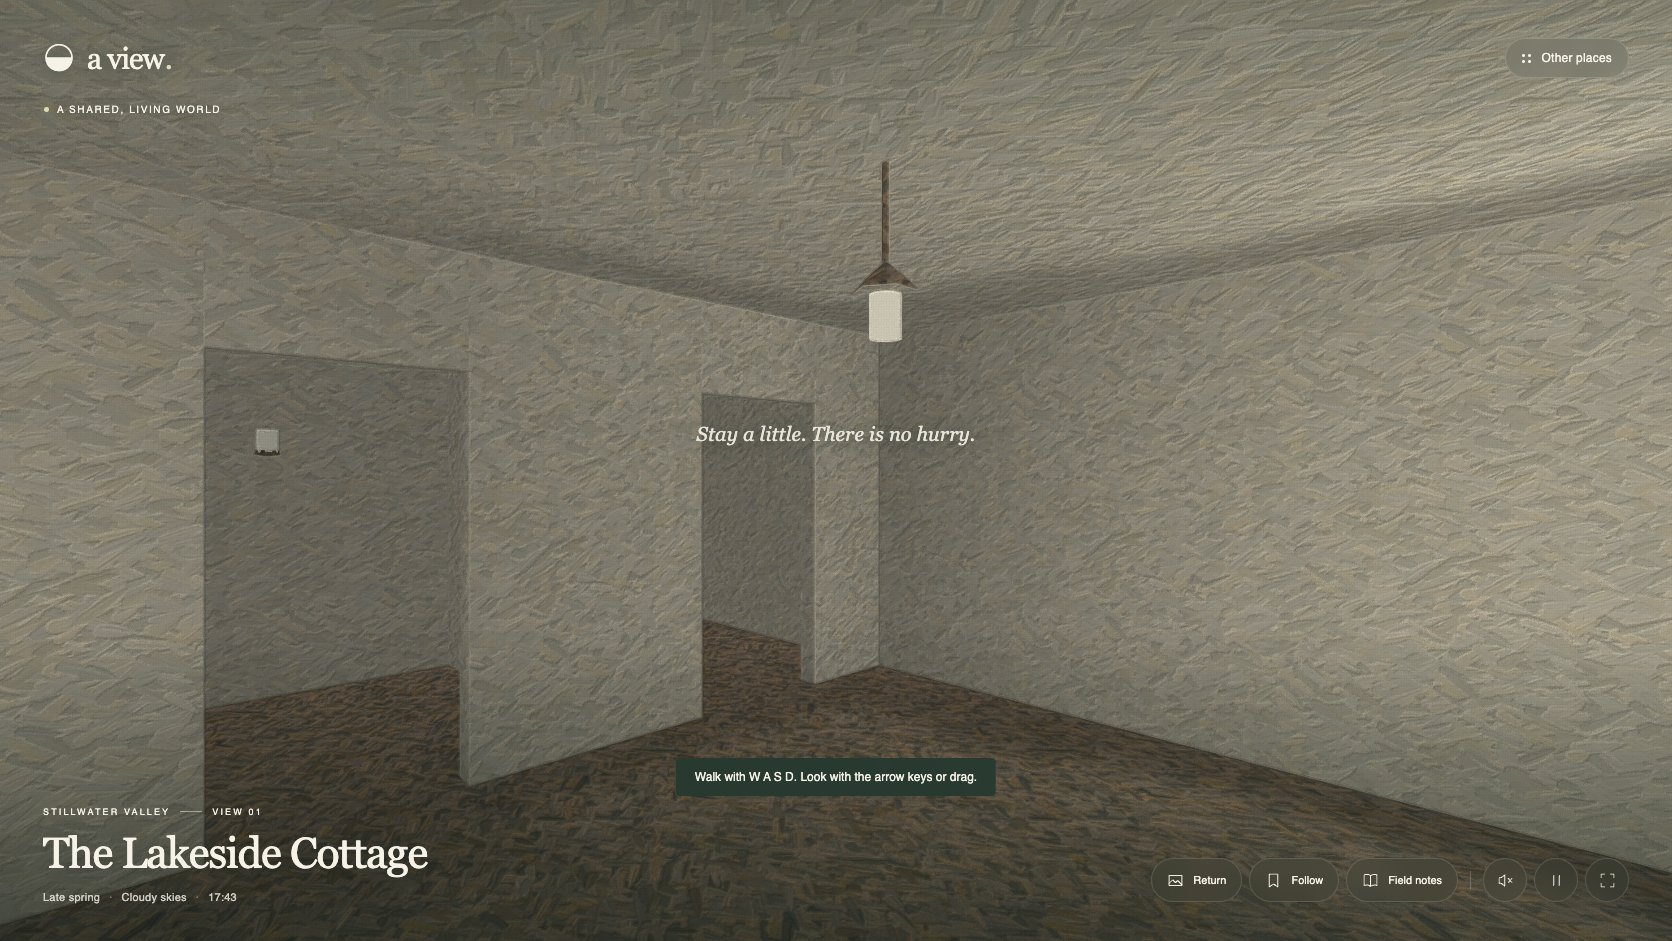 a view.
Other places
A SHARED, LIVING WORLD
Stay a little. There is no hurry.
Walk with W A S D. Look with the arrow keys or drag.
STILLWATER VALLEY — VIEW 01
The Lakeside Cottage
Late spring · Cloudy skies · 17:43
Return
Follow
Field notes